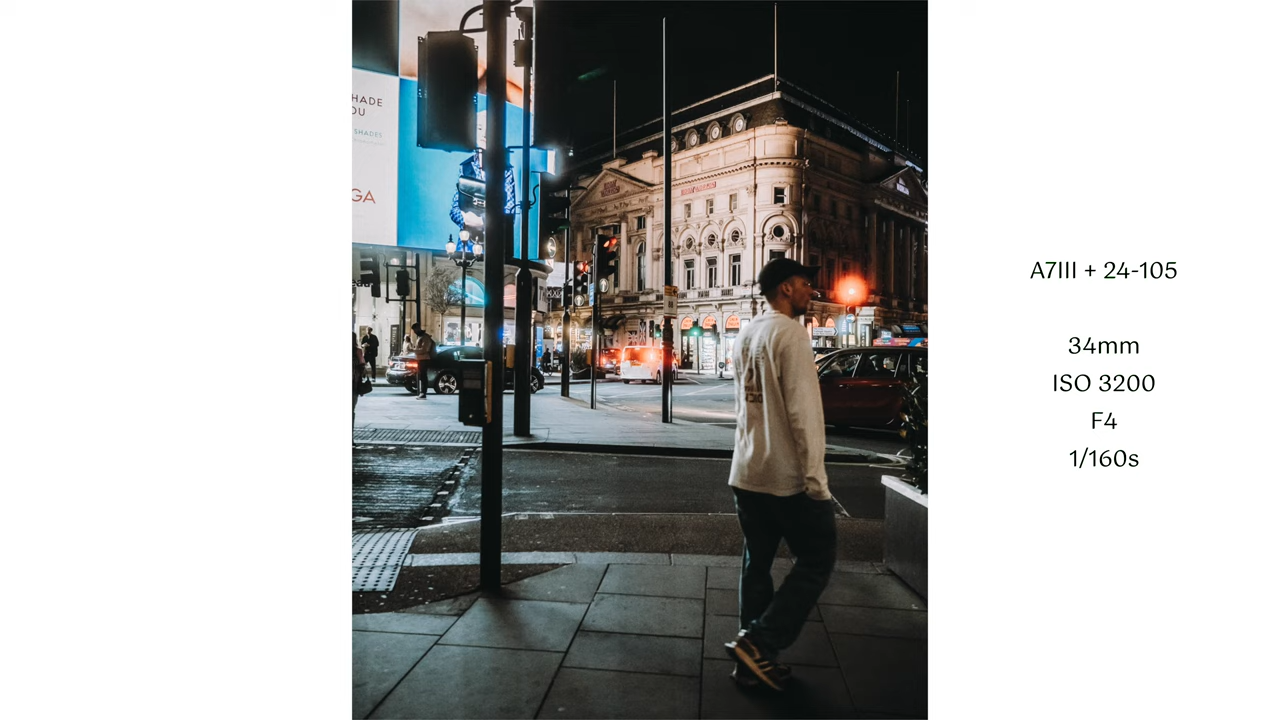 SHADE
OU
SHADES
GA
A7III + 24-105
34mm
ISO 3200
F4
1/160s